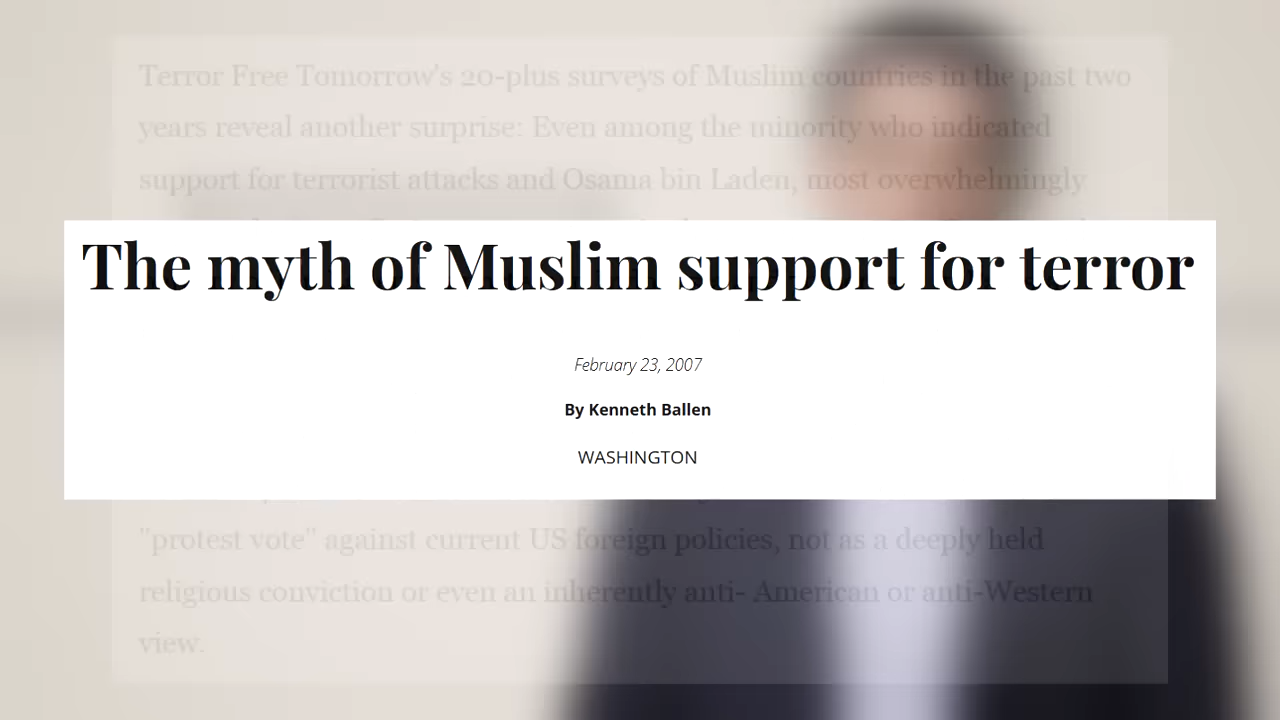 Terror Free Tomorrow's 20-plus surveys of Muslim countries in the past two
years reveal another surprise: Even among the minority who indicated
support for terrorist attacks and Osama bin Laden, most overwhelmingly
The myth of Muslim support for terror
February 23, 2007
By Kenneth Ballen
WASHINGTON
"protest vote" against current US foreign policies, not as a deeply held
religious conviction or even an inherently anti- American or anti-Western
view.